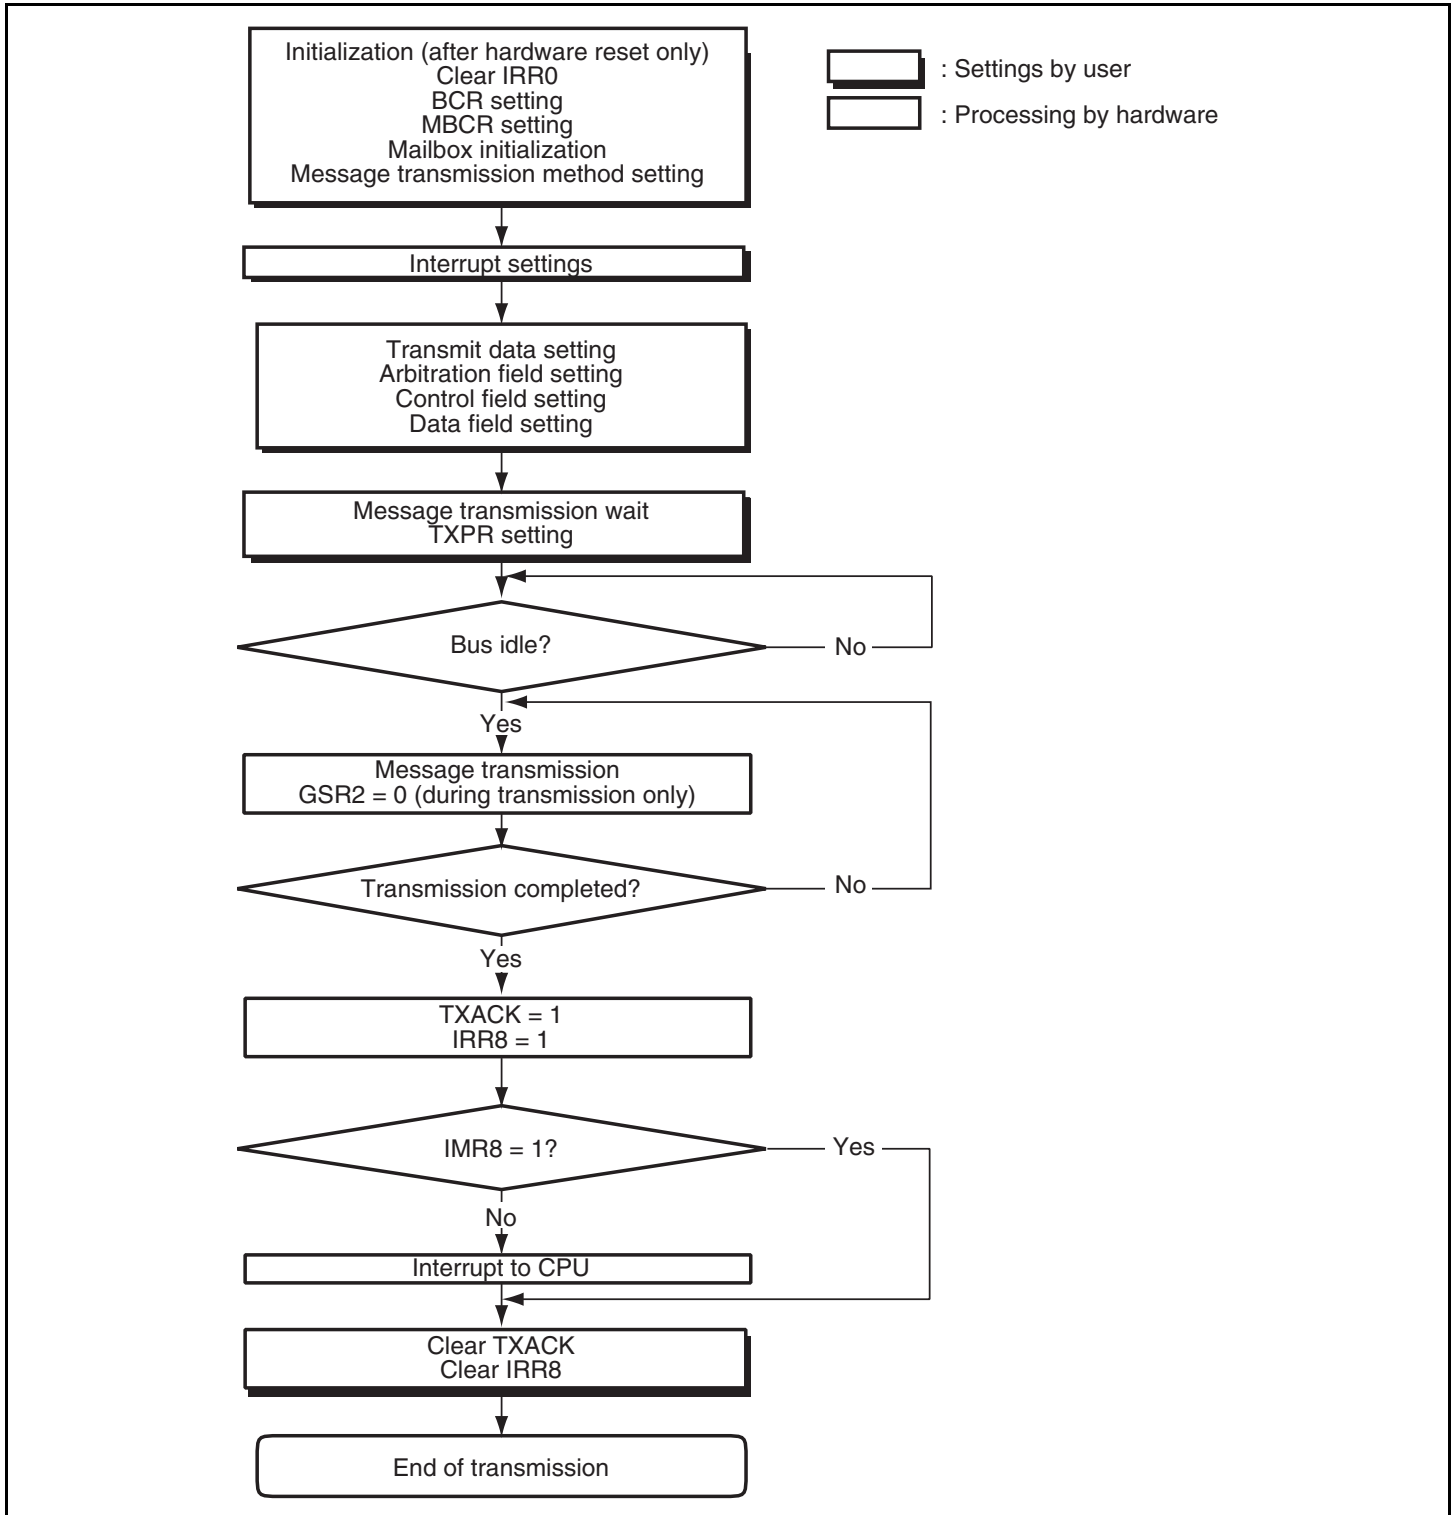 Initialization (after hardware reset only)
Clear IRR0
BCR setting
MBCR setting
Mailbox initialization
Message transmission method setting
: Settings by user
: Processing by hardware
Interrupt settings
Transmit data setting
Arbitration field setting
Control field setting
Data field setting
Message transmission wait
TXPR setting
Bus idle?
No
Yes
Message transmission
GSR2 = 0 (during transmission only)
Transmission completed?
No
Yes
TXACK = 1
IRR8 = 1
IMR8 = 1?
Yes
No
Interrupt to CPU
Clear TXACK
Clear IRR8
End of transmission